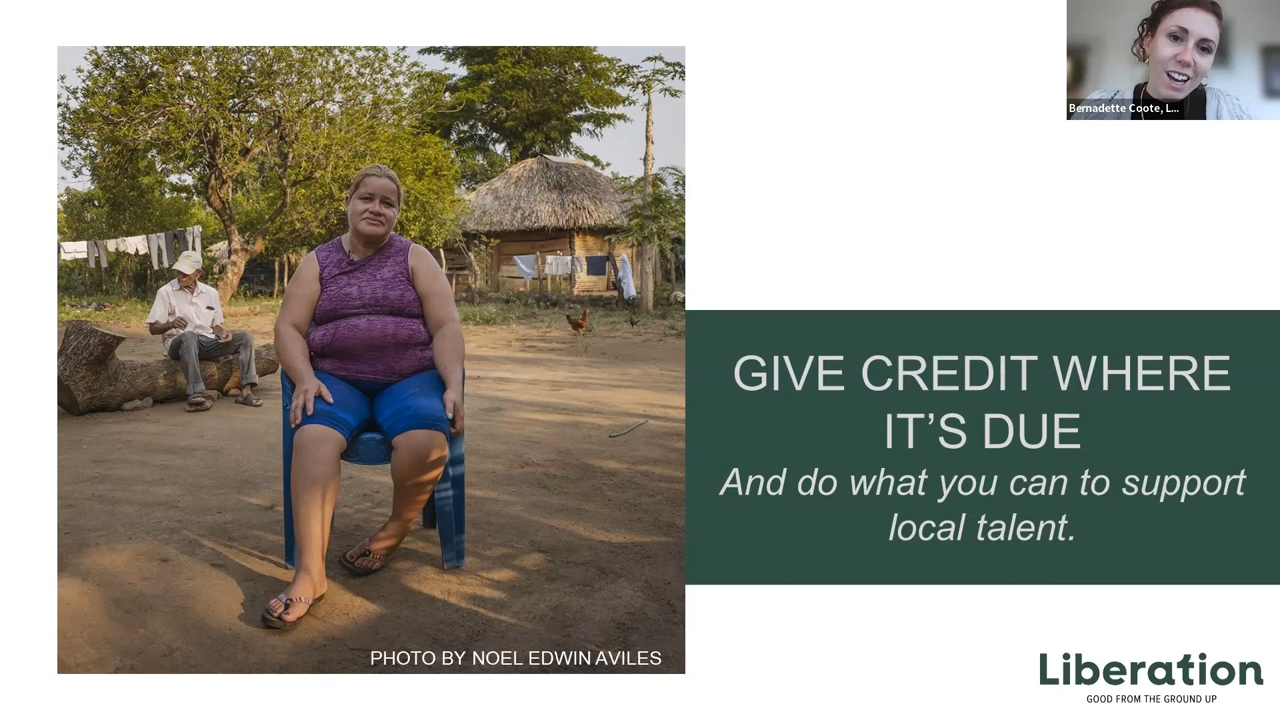 Bernadette Coote, L...
GIVE CREDIT WHERE
IT’S DUE
And do what you can to support
local talent.
PHOTO BY NOEL EDWIN AVILES
Liberation
GOOD FROM THE GROUND UP